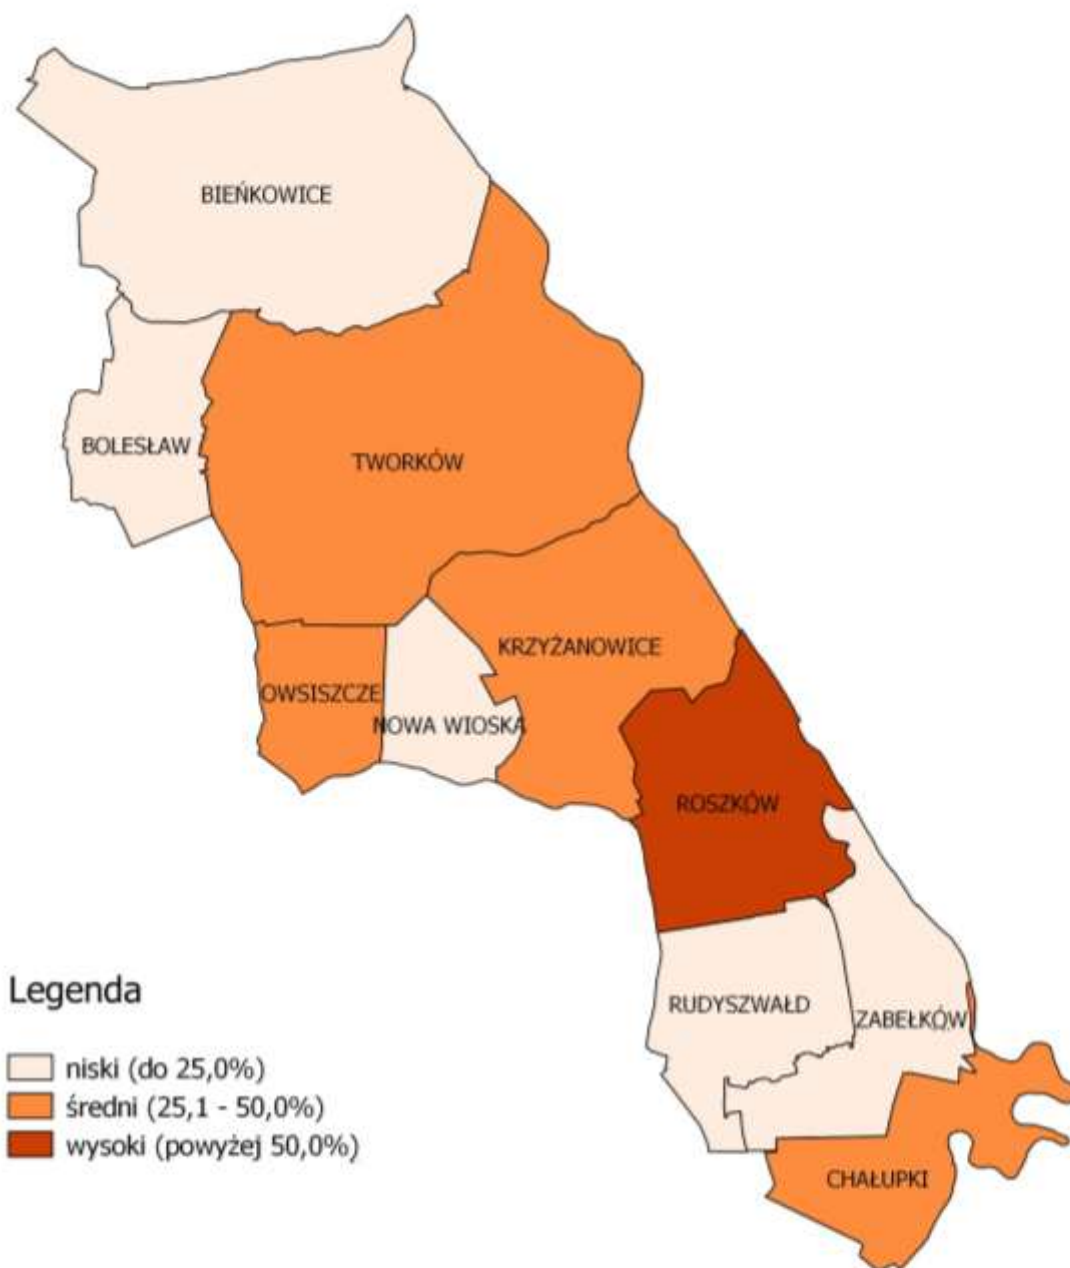 BIEŃKOWICE
BOLESŁAW
TWORKÓW
KRZYŻANOWICE
OWSISZCZE
NOWA WIOSKA
ROSZKÓW
RUDYSZWAŁD
ZABEŁKÓW
CHAŁUPKI
Legenda
niski (do 25,0%)
średni (25,1 - 50,0%)
wysoki (powyżej 50,0%)